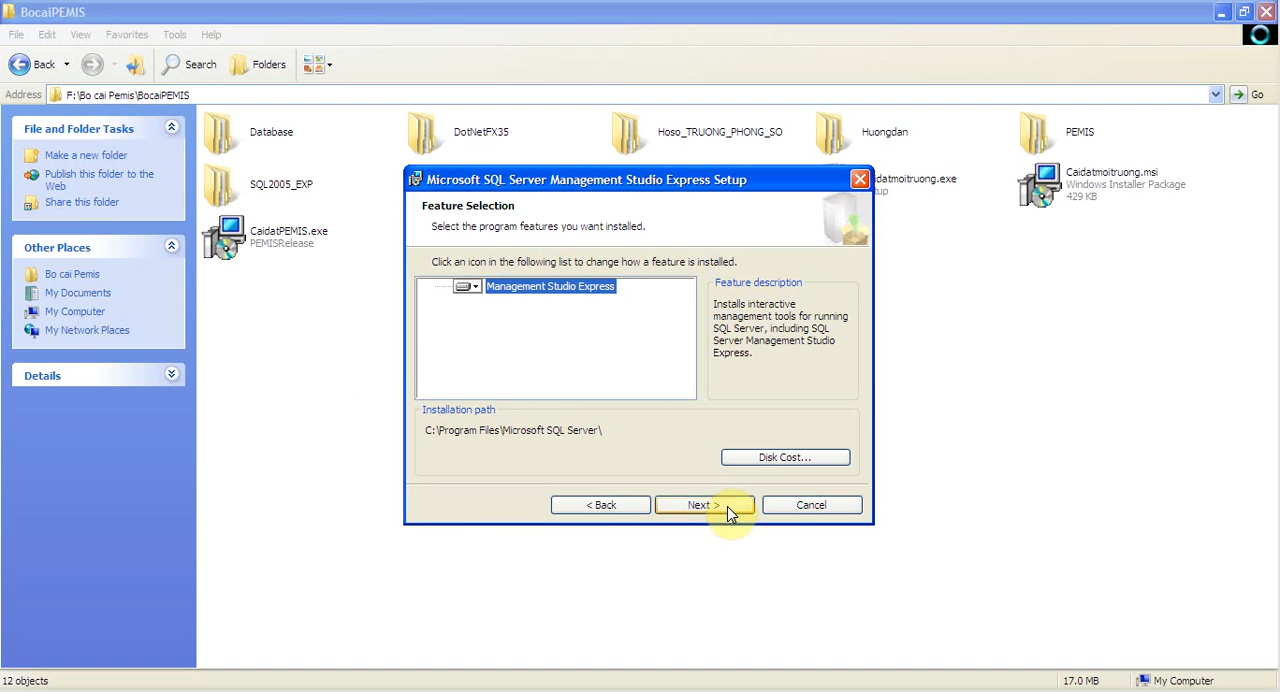 BocaiPEMIS
File Edit View Favorites Tools Help
Back Search Folders
Address F:\Bo cai Pemis\BocaiPEMIS Go
File and Folder Tasks
Make a new folder
Publish this folder to the
Web
Share this folder
Other Places
Bo cai Pemis
My Documents
My Computer
My Network Places
Details
Database
DotNetFX35
Hoso_TRUONG_PHONG_SO
Huongdan
PEMIS
SQL2005_EXP
datmoitruong.exe
up
Caidatmoitruong.msi
Windows Installer Package
429 KB
CaidatPEMIS.exe
PEMISRelease
Microsoft SQL Server Management Studio Express Setup
Feature Selection
Select the program features you want installed.
Click an icon in the following list to change how a feature is installed.
Management Studio Express
Feature description
Installs interactive
management tools for running
SQL Server, including SQL
Server Management Studio
Express.
Installation path
C:\Program Files\Microsoft SQL Server\
Disk Cost...
< Back Next > Cancel
12 objects 17.0 MB My Computer